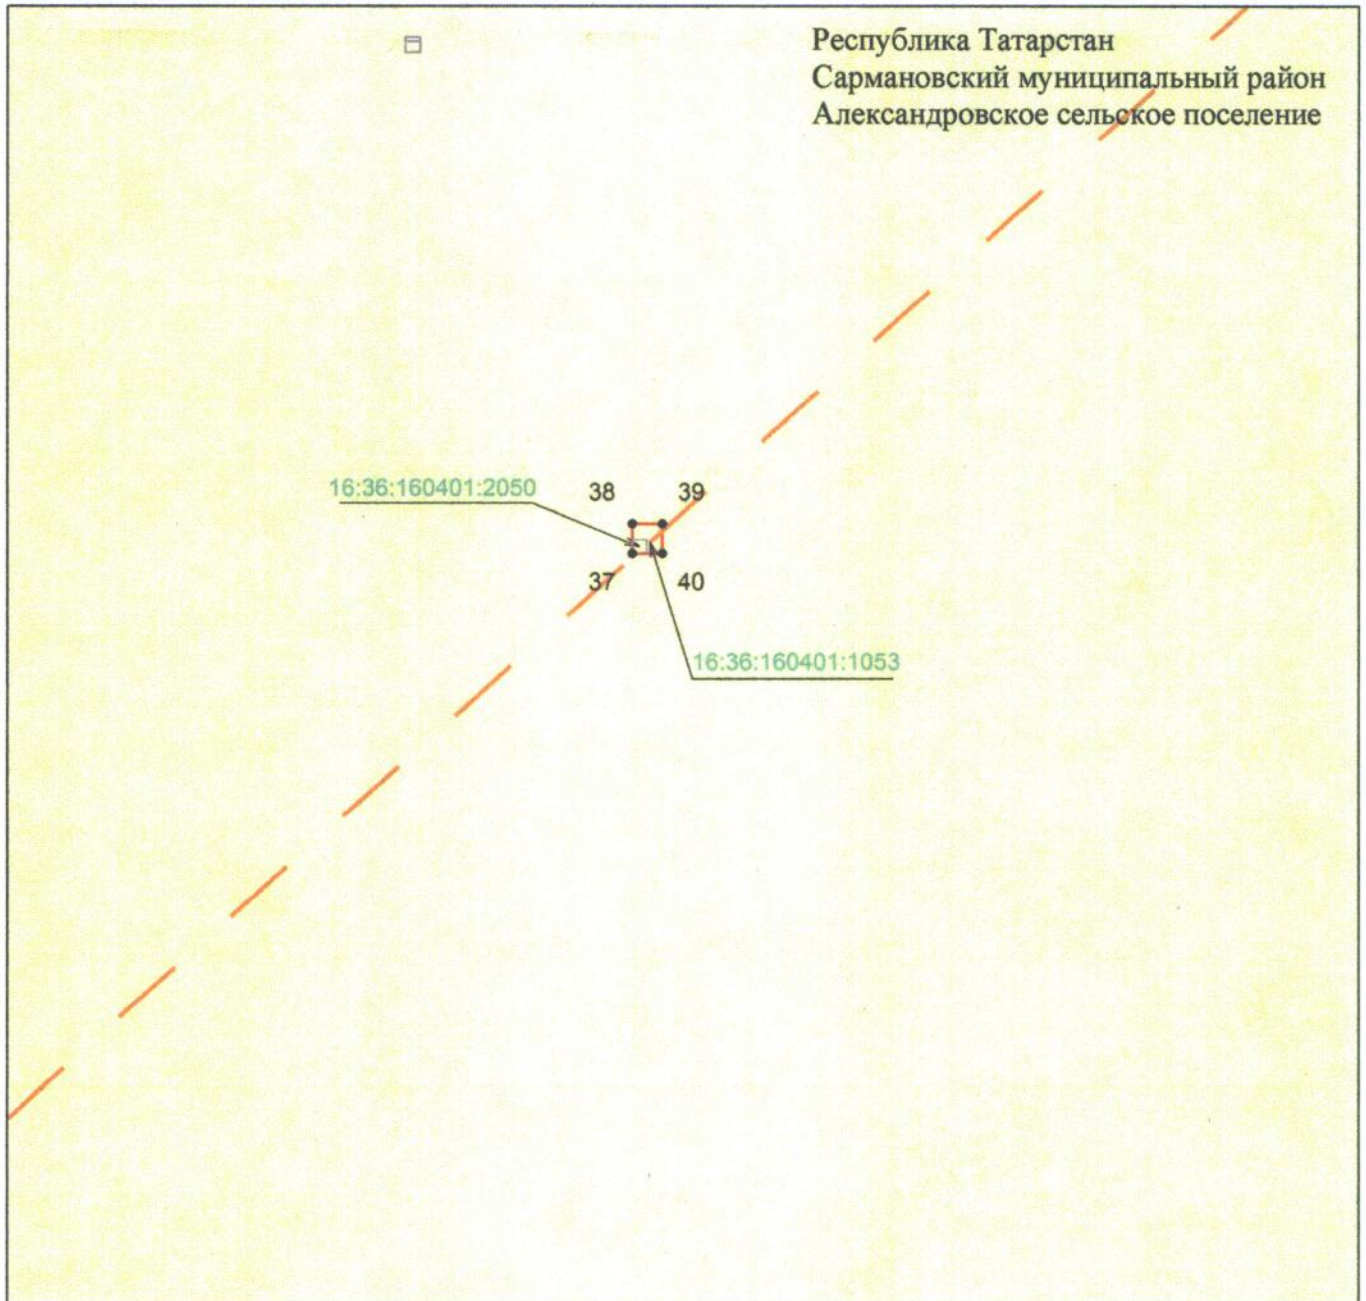 Республика Татарстан
Сармановский муниципальный район
Александровское сельское поселение
16:36:160401:2050
38
39
37
40
16:36:160401:1053